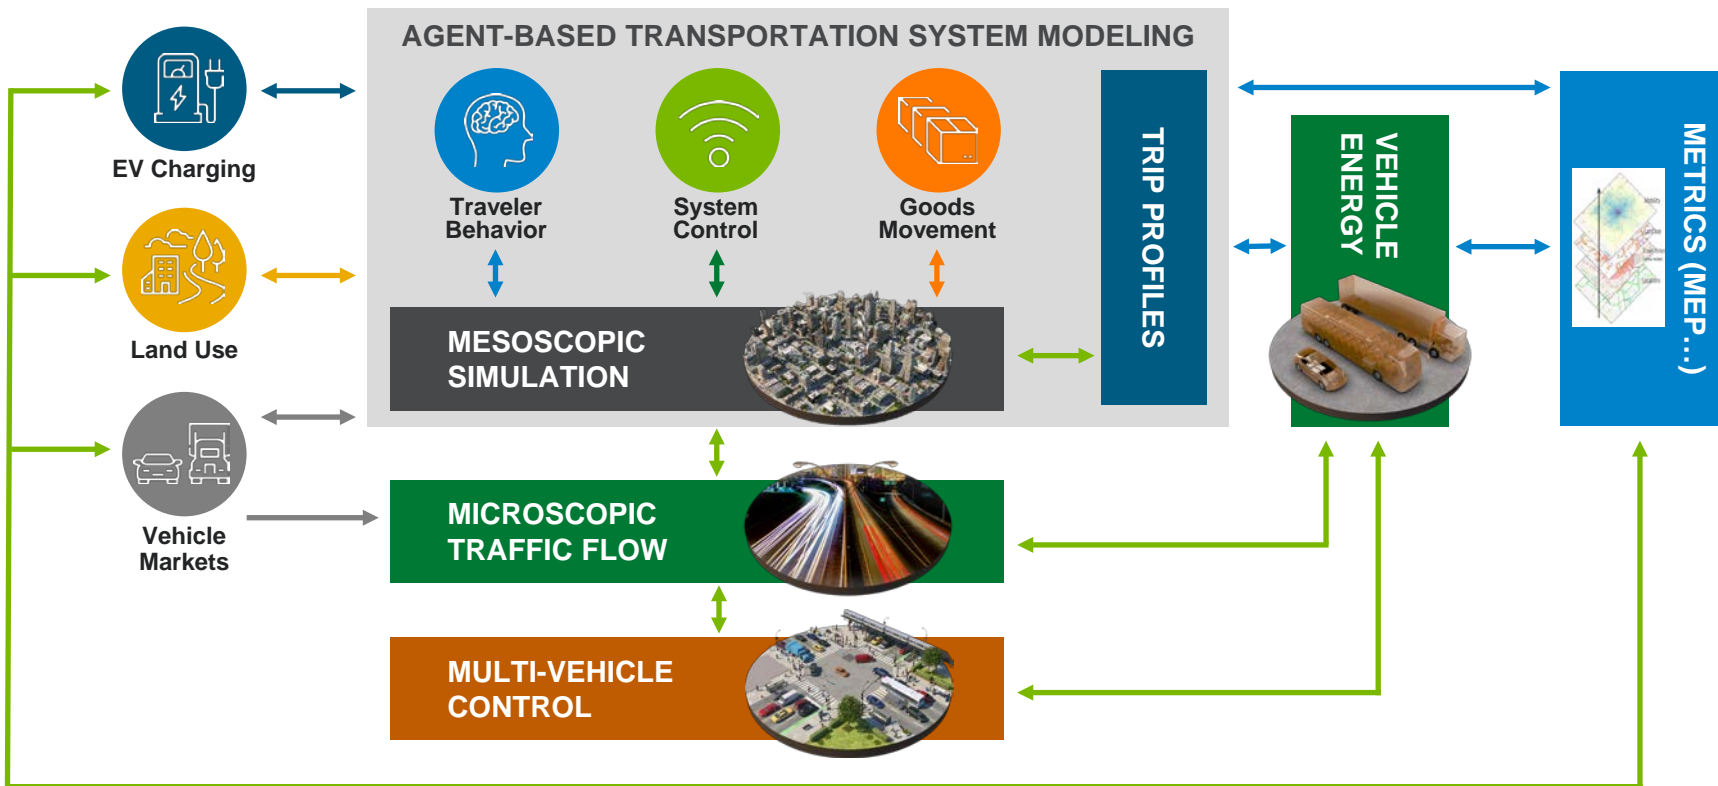 AGENT-BASED TRANSPORTATION SYSTEM MODELING
EV Charging
Land Use
Vehicle
Markets
Traveler
Behavior
System
Control
Goods
Movement
MESOSCOPIC
SIMULATION
TRIP PROFILES
MICROSCOPIC
TRAFFIC FLOW
MULTI-VEHICLE
CONTROL
VEHICLE
ENERGY
METRICS (MEP...)
Mobility